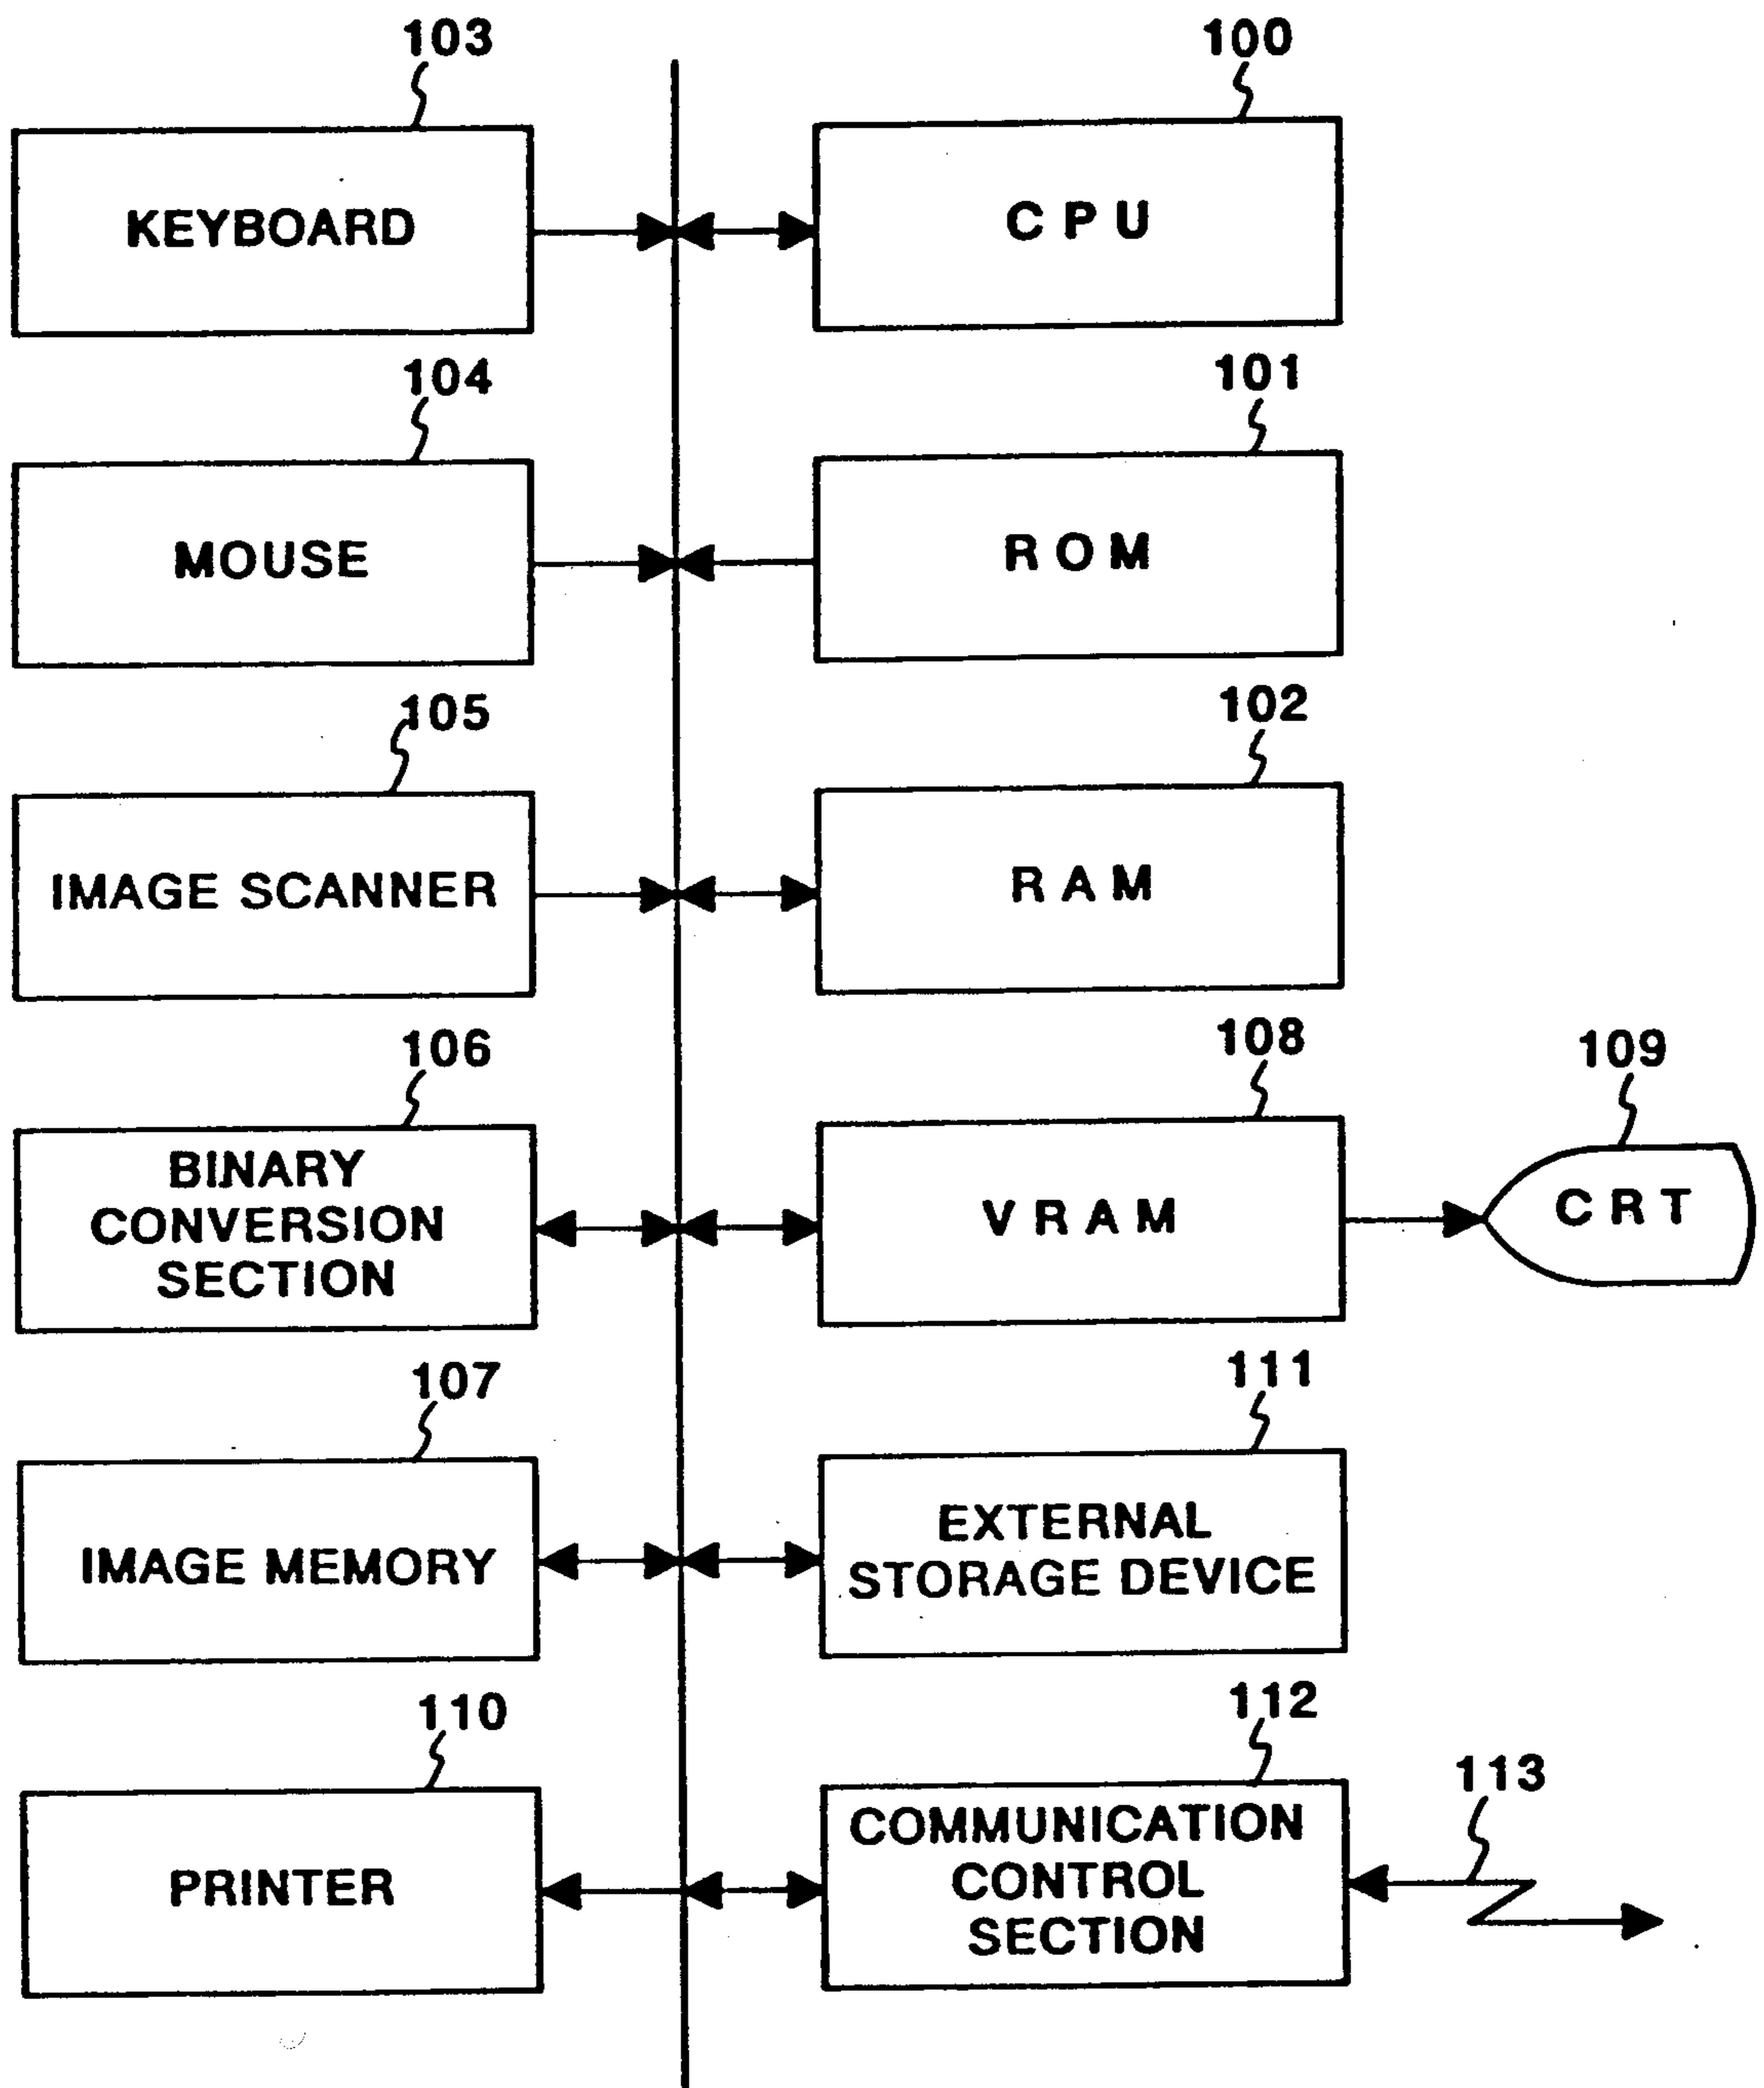 103
100
KEYBOARD
C P U
104
101
MOUSE
R O M
105
102
IMAGE SCANNER
R A M
106
108
109
BINARY
CONVERSION
SECTION
V R A M
C R T
107
111
IMAGE MEMORY
EXTERNAL
STORAGE DEVICE
110
112
113
PRINTER
COMMUNICATION
CONTROL
SECTION